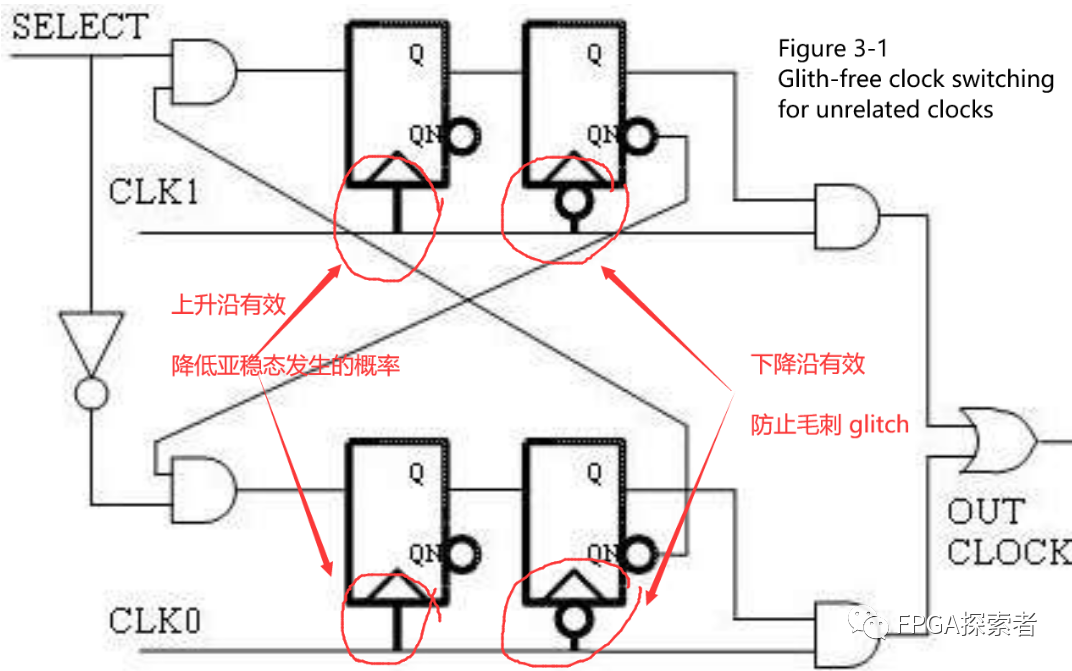 SELECT
Figure 3-1
Glith-free clock switching
for unrelated clocks
Q
Q
QN
QN
CLK1
上升沿有效
降低亚稳态发生的概率
下降沿有效
防止毛刺 glitch
Q
Q
QN
QN
OUT
CLOCK
CLK0
FPGA探索者